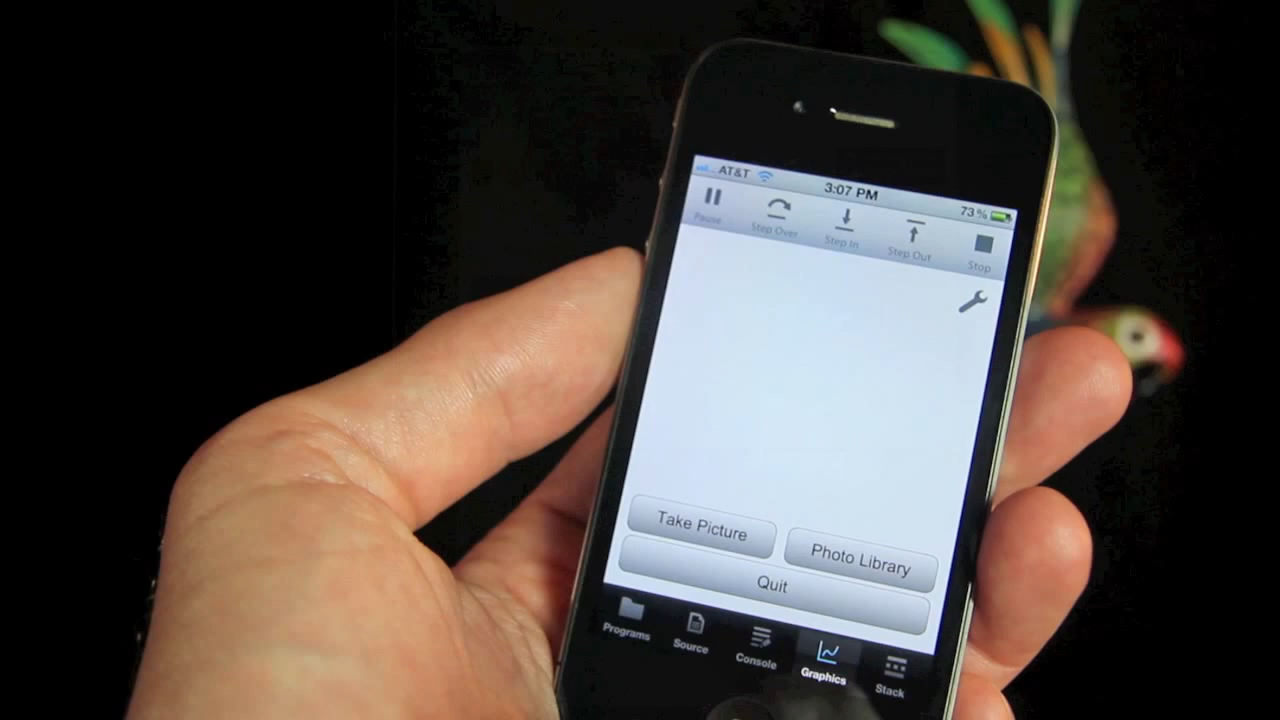 AT&T 3:07 PM 73%
Pause Step Over Step In Step Out Stop
Take Picture Photo Library
Quit
Programs Source Console Graphics Stack